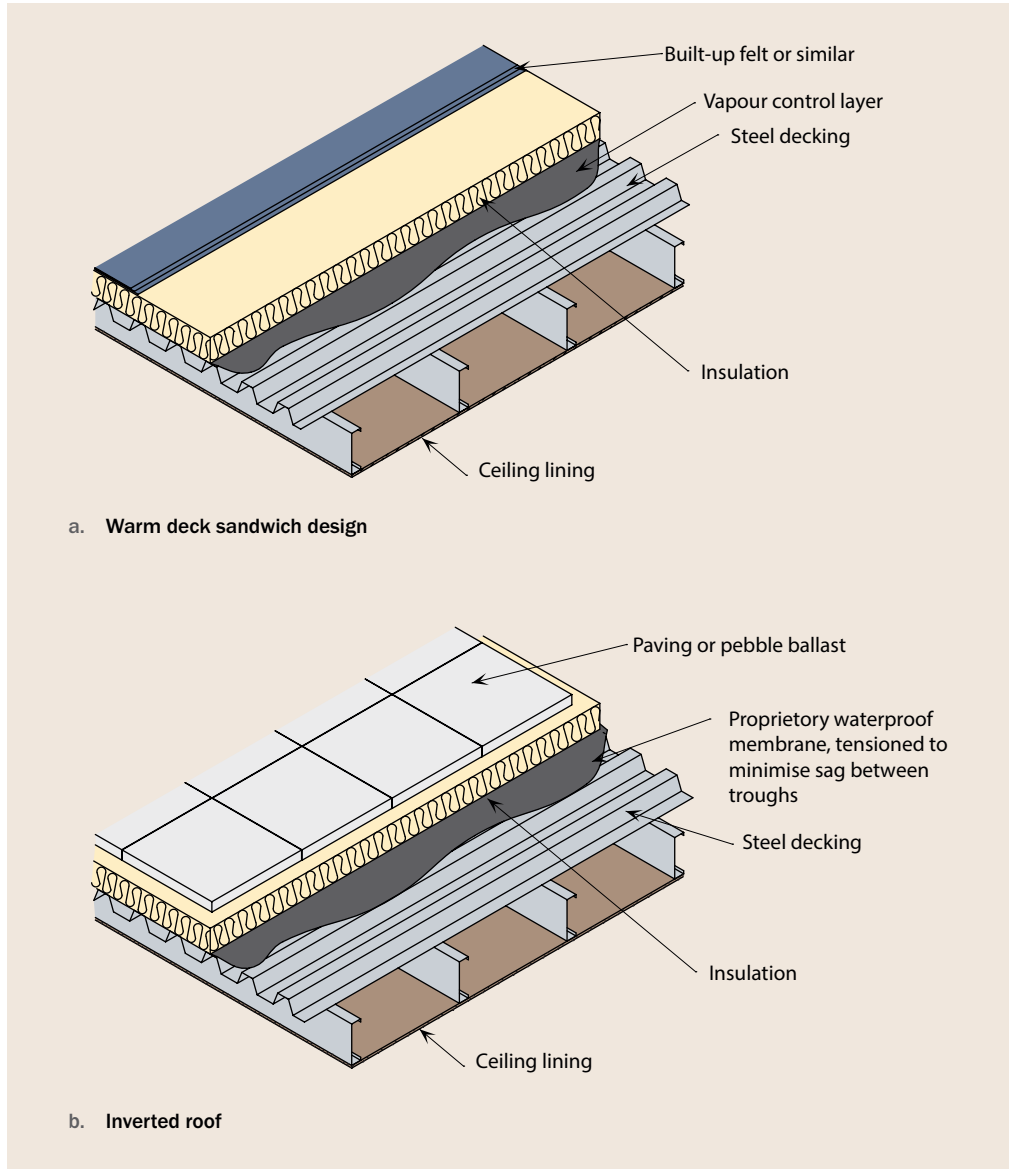 Built-up felt or similar
Vapour control layer
Steel decking
Insulation
Ceiling lining
a. Warm deck sandwich design
Paving or pebble ballast
Proprietory waterproof
membrane, tensioned to
minimise sag between
troughs
Steel decking
Insulation
Ceiling lining
b. Inverted roof